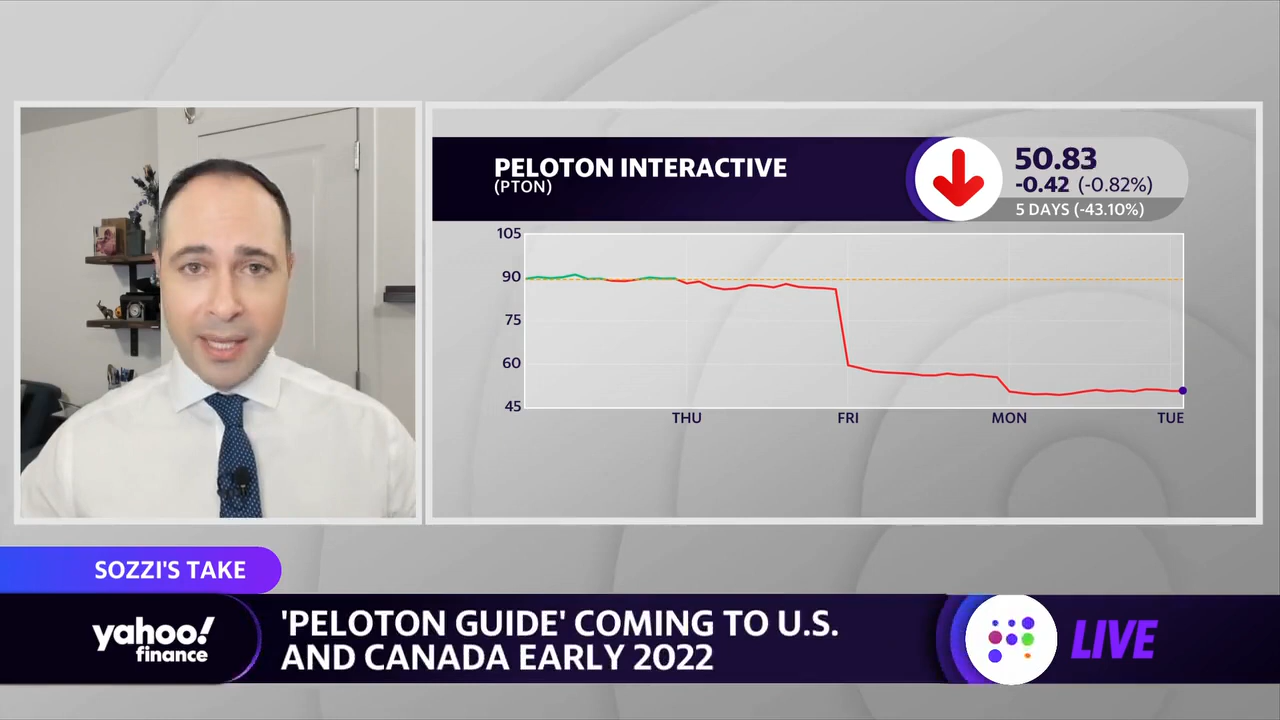 PELOTON INTERACTIVE
(PTON)
50.83
-0.42 (-0.82%)
5 DAYS (-43.10%)
105
90
75
60
45
THU
FRI
MON
TUE
SOZZI'S TAKE
yahoo!
finance
'PELOTON GUIDE' COMING TO U.S.
AND CANADA EARLY 2022
LIVE